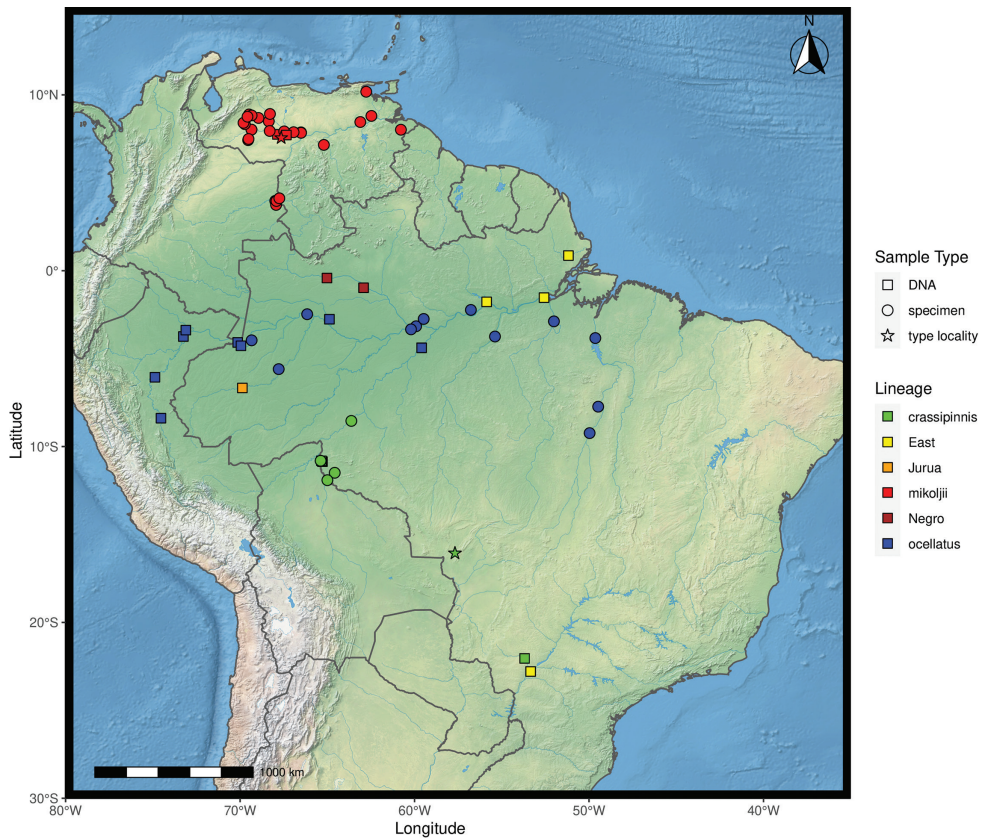 N
10°N
0°
10°S
20°S
30°S
80°W
70°W
60°W
50°W
40°W
Latitude
Longitude
1000 km
Sample Type
DNA
specimen
type locality
Lineage
crassipinnis
East
Jurua
mikoljii
Negro
ocellatus